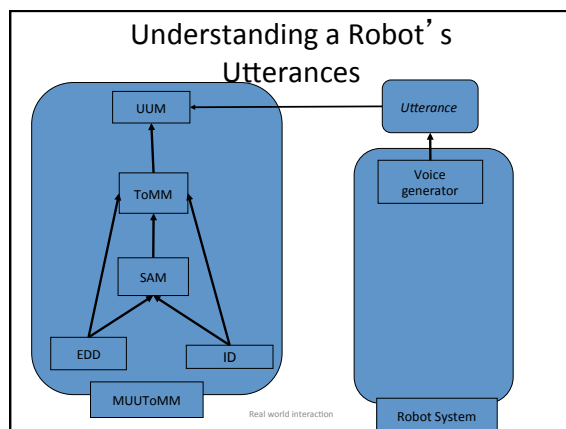 Understanding a Robot’s
Utterances
UUM
Utterance
Voice
generator
ToMM
SAM
EDD
ID
MUUToMM
Real world interaction
Robot System